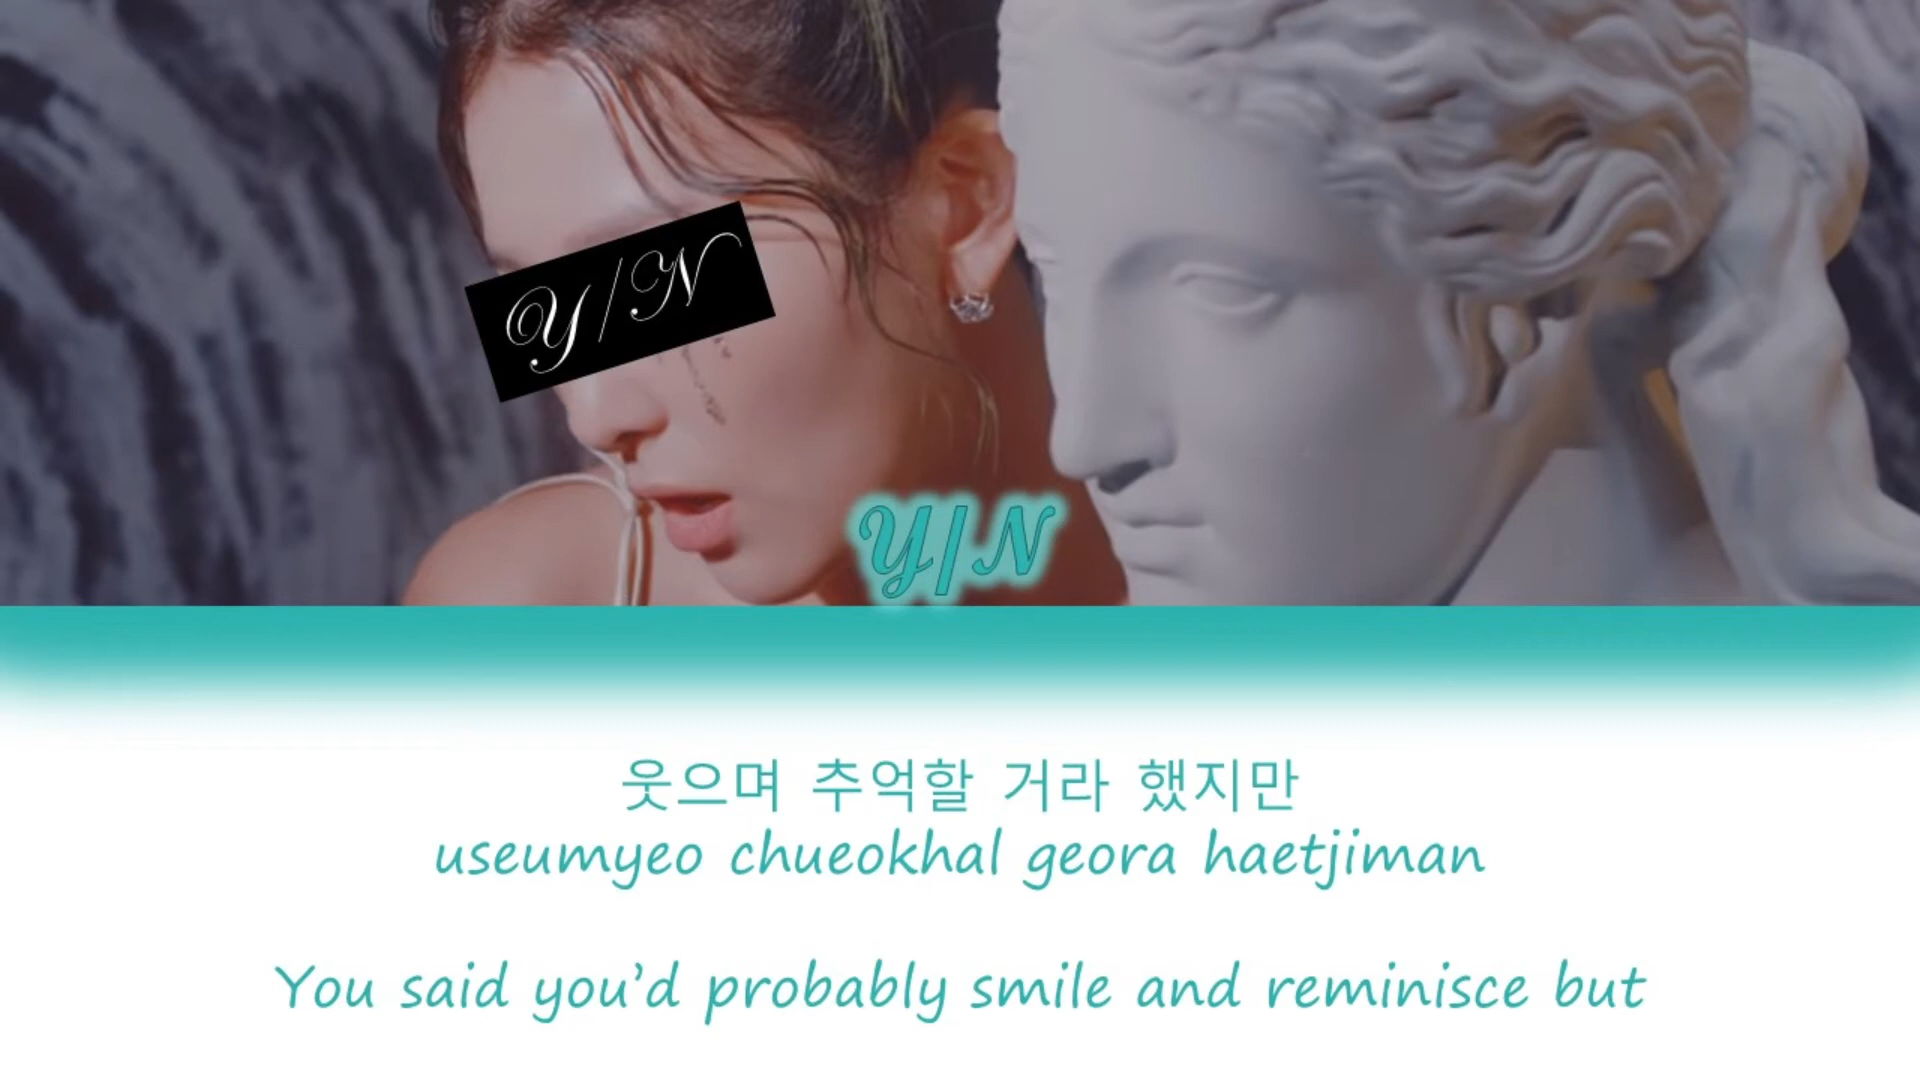 Y/N
Y/N
웃으며 추억할 거라 했지만
useumyeo chueokhal geora haetjiman
You said you'd probably smile and reminisce but